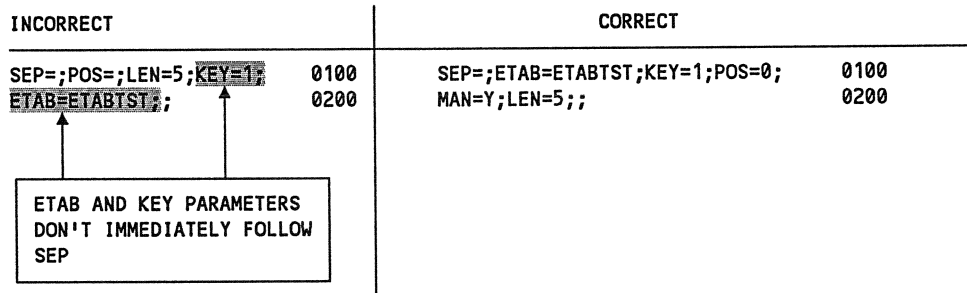 INCORRECT
CORRECT
SEP=;POS=;LEN=5;KEY=1; 0100
ETAB=ETABTST;; 0200
SEP=;ETAB=ETABTST;KEY=1;POS=0; 0100
MAN=Y;LEN=5;; 0200
ETAB AND KEY PARAMETERS
DON'T IMMEDIATELY FOLLOW
SEP